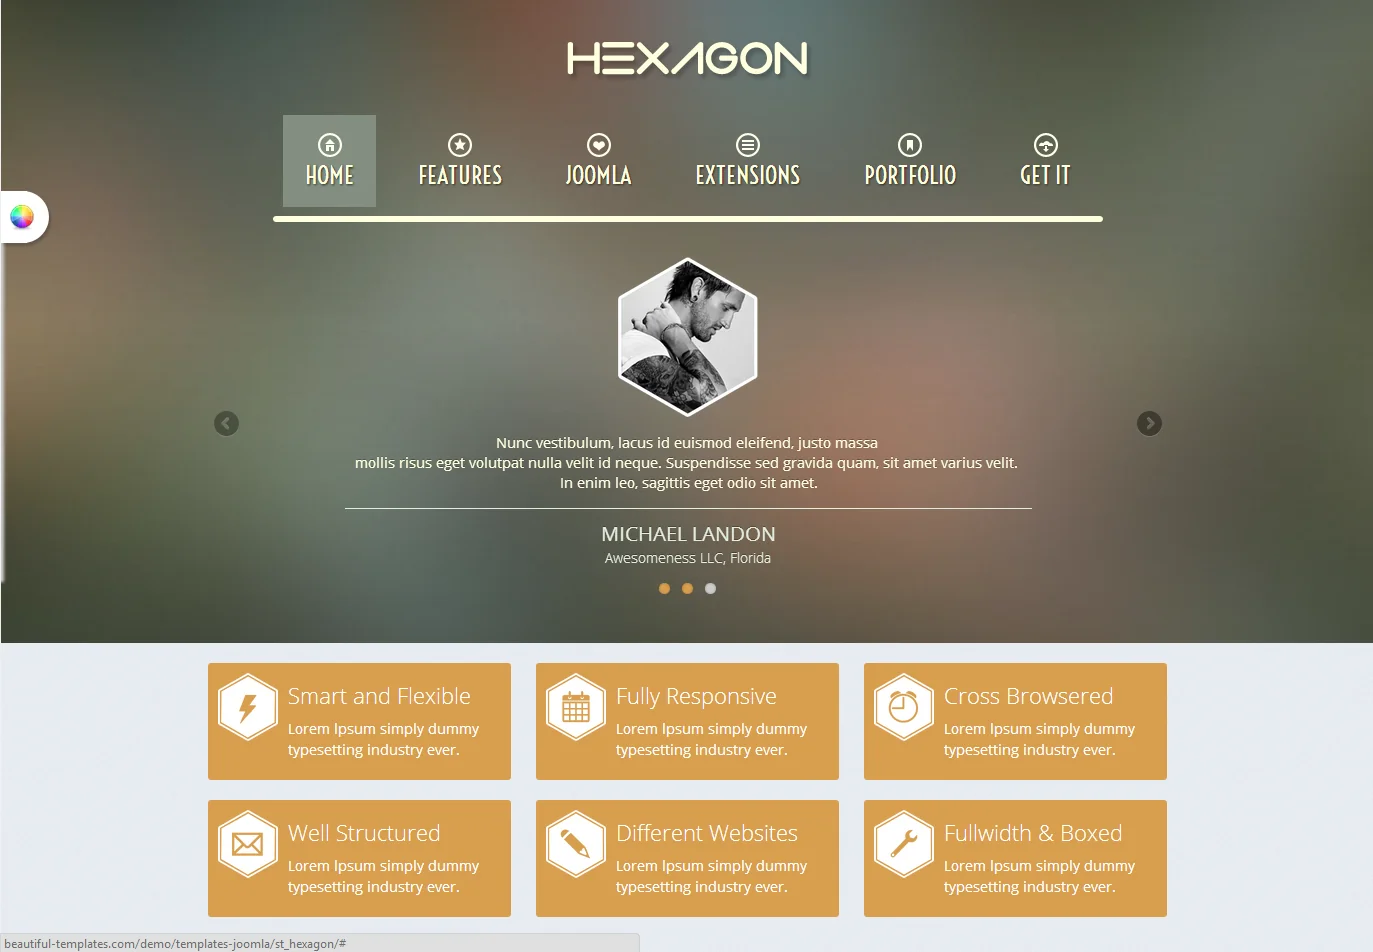 HEXAGON
HOME FEATURES JOOMLA EXTENSIONS PORTFOLIO GET IT
Nunc vestibulum, lacus id euismod eleifend, justo massa
mollis risus eget volutpat nulla velit id neque. Suspendisse sed gravida quam, sit amet varius velit.
In enim leo, sagittis eget odio sit amet.
MICHAEL LANDON
Awesomeness LLC, Florida
Smart and Flexible
Lorem Ipsum simply dummy
typesetting industry ever.
Fully Responsive
Lorem Ipsum simply dummy
typesetting industry ever.
Cross Browsered
Lorem Ipsum simply dummy
typesetting industry ever.
Well Structured
Lorem Ipsum simply dummy
typesetting industry ever.
Different Websites
Lorem Ipsum simply dummy
typesetting industry ever.
Fullwidth & Boxed
Lorem Ipsum simply dummy
typesetting industry ever.
beautiful-templates.com/demo/templates-joomla/st_hexagon/#